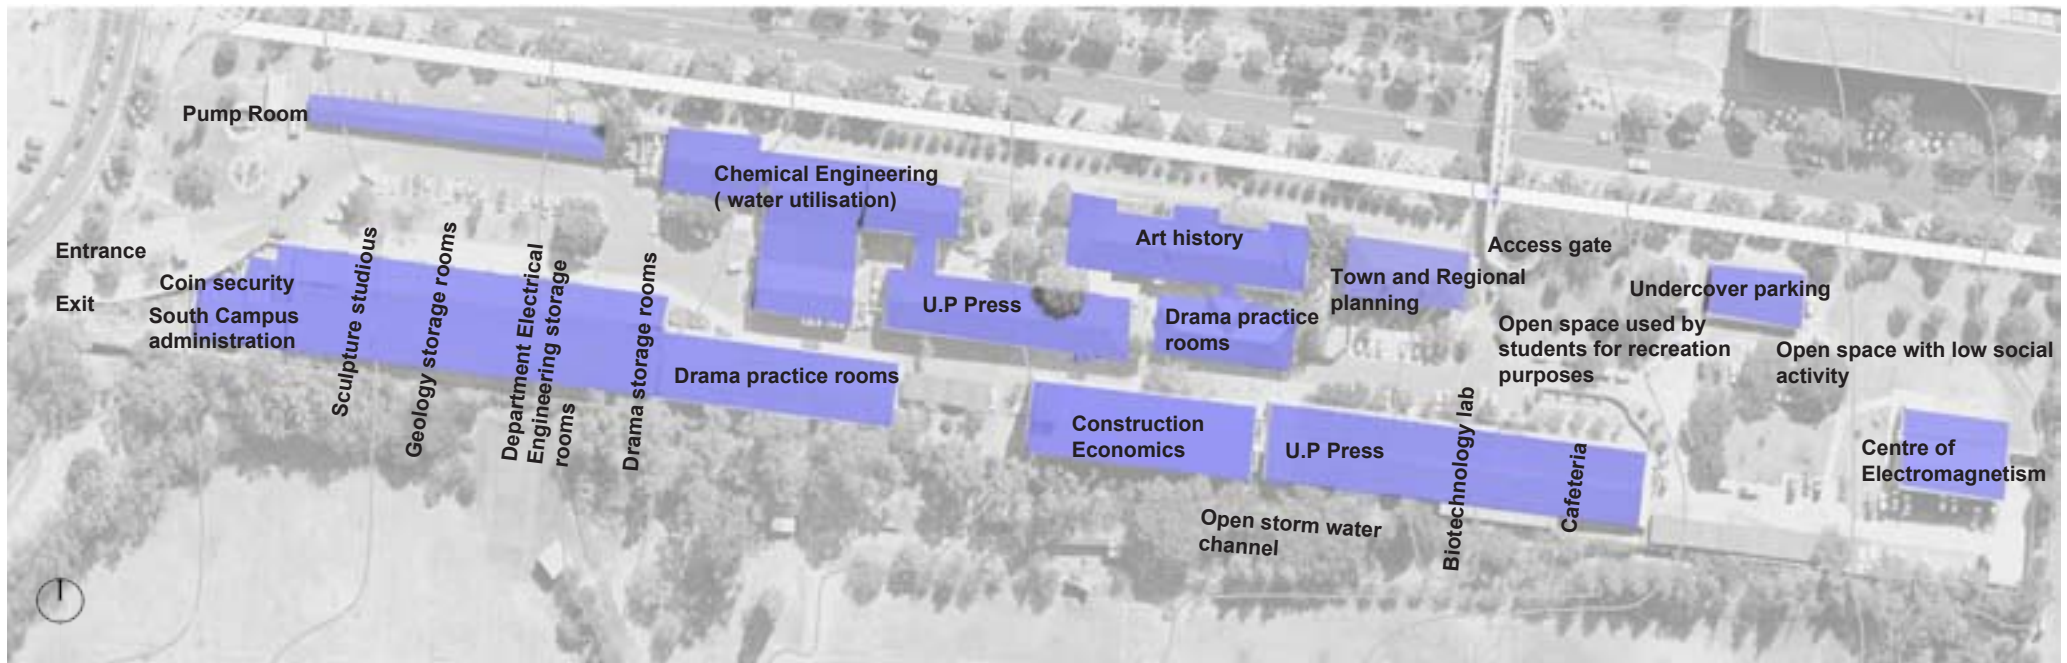 Pump Room
Chemical Engineering
( water utilisation)
Entrance
Exit
Coin security
South Campus
administration
Sculpture studious
Geology storage rooms
Department Electrical
Engineering storage
rooms
Drama storage rooms
Drama practice rooms
U.P Press
Art history
Drama practice
rooms
Town and Regional
planning
Access gate
Undercover parking
Open space used by
students for recreation
purposes
Open space with low social
activity
Construction
Economics
U.P Press
Biotechnology lab
Cafeteria
Centre of
Electromagnetism
Open storm water
channel